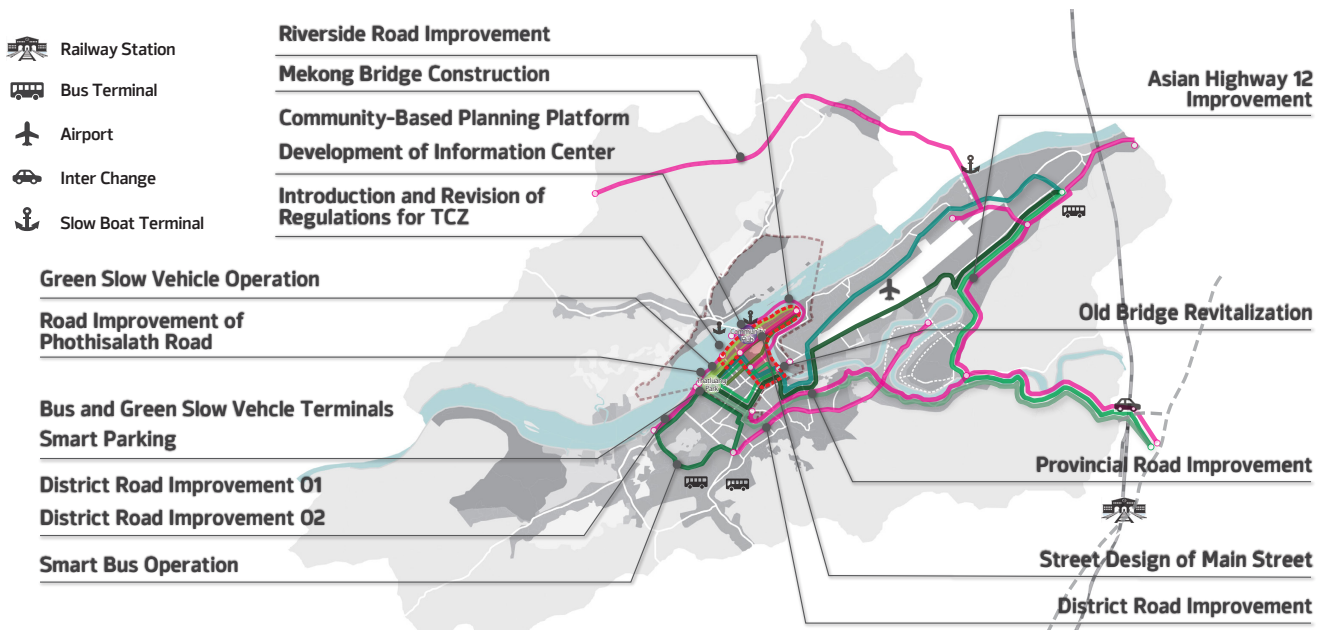 Railway Station
Bus Terminal
Airport
Inter Change
Slow Boat Terminal
Riverside Road Improvement
Mekong Bridge Construction
Community-Based Planning Platform
Development of Information Center
Introduction and Revision of
Regulations for TCZ
Green Slow Vehicle Operation
Road Improvement of
Phothisalath Road
Bus and Green Slow Vehcle Terminals
Smart Parking
District Road Improvement 01
District Road Improvement 02
Smart Bus Operation
Asian Highway 12
Improvement
Old Bridge Revitalization
Provincial Road Improvement
Street Design of Main Street
District Road Improvement
Park